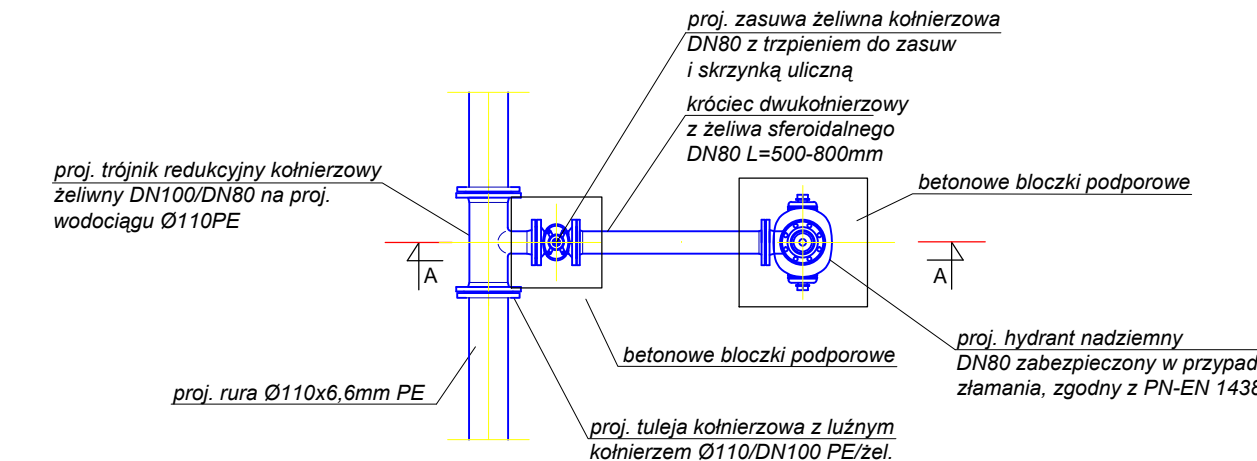 proj. zasuwa żeliwna kołnierzowa
DN80 z trzpieniem do zasuw
i skrzynką uliczną
króciec dwukołnierzowy
z żeliwa sferoidalnego
DN80 L=500-800mm
proj. trójnik redukcyjny kołnierzowy
żeliwny DN100/DN80 na proj.
wodociągu Ø110PE
betonowe bloczki podporowe
A
A
proj. hydrant nadziemny
DN80 zabezpieczony w przypad
złamania, zgodny z PN-EN 1438
betonowe bloczki podporowe
proj. rura Ø110x6,6mm PE
proj. tuleja kołnierzowa z luźnym
kołnierzem Ø110/DN100 PE/żel.